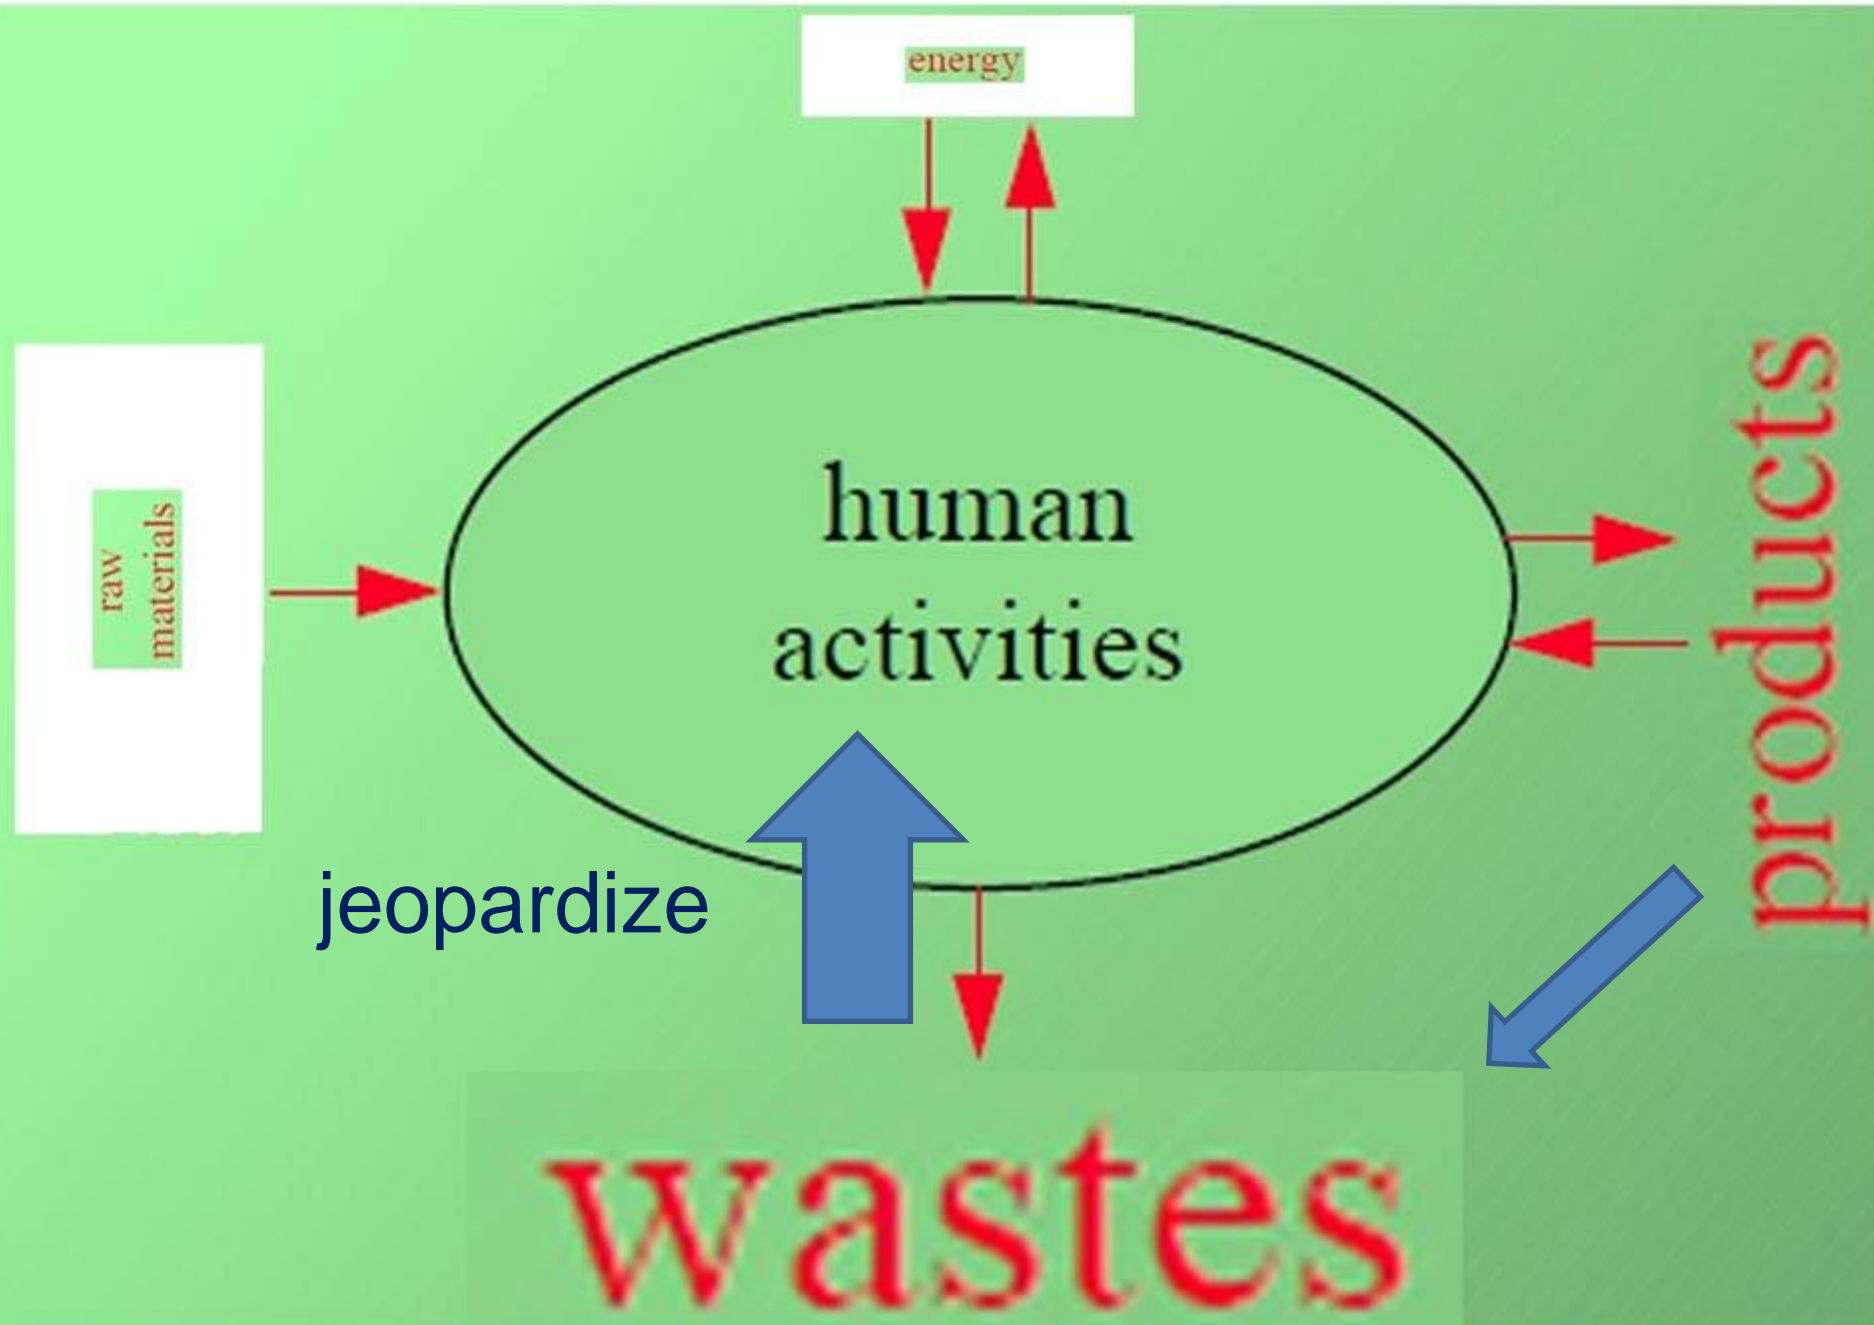 energy
raw
materials
human
activities
products
jeopardize
wastes